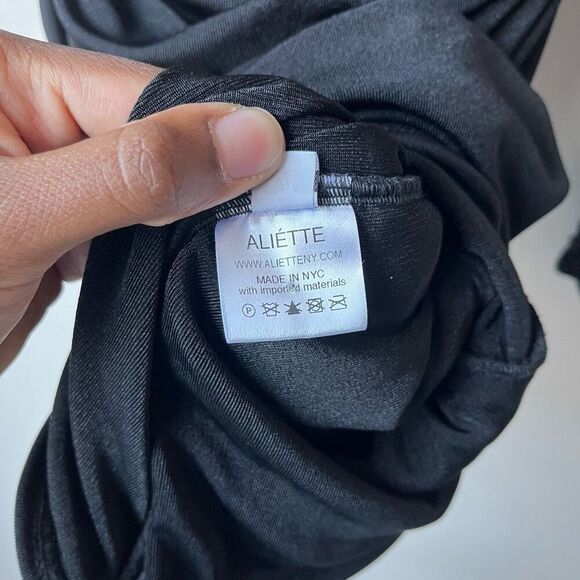 ALIÉTTE
WWW.ALIETTENY.COM
MADE IN NYC
with imported materials
P